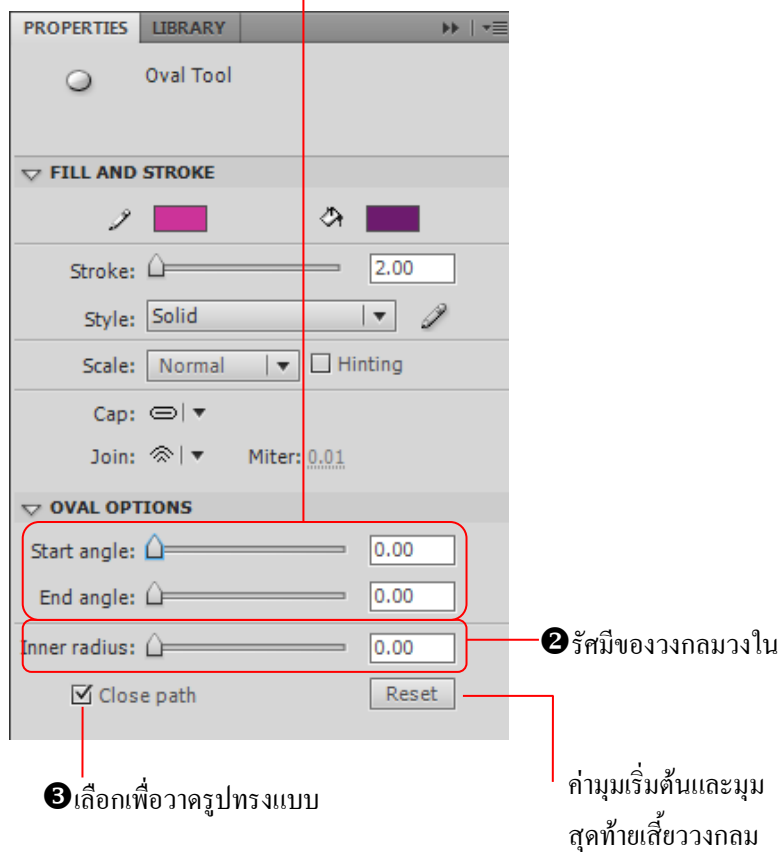 PROPERTIES LIBRARY
Oval Tool
FILL AND STROKE
Stroke: 2.00
Style: Solid
Scale: Normal Hinting
Cap:
Join: Miter: 0.01
OVAL OPTIONS
Start angle: 0.00
End angle: 0.00
Inner radius: 0.00
❷รัศมีของวงกลมวงใน
Close path Reset
❸เลือกเพื่อวาดรูปทรงแบบ
ค่ามุมเริ่มต้นและมุม
สุดท้ายเสี้ยววงกลม